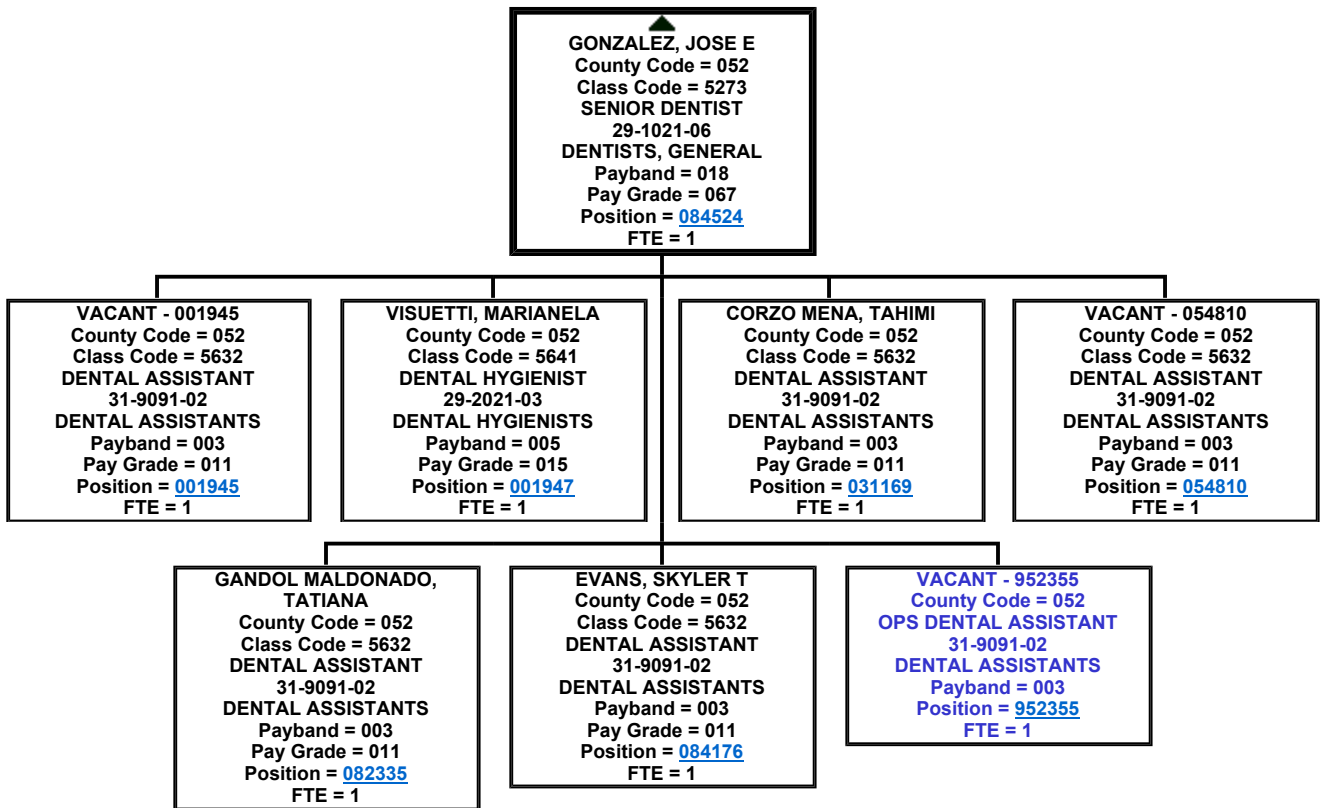 GONZALEZ, JOSE E
County Code = 052
Class Code = 5273
SENIOR DENTIST
29-1021-06
DENTISTS, GENERAL
Payband = 018
Pay Grade = 067
Position = 084524
FTE = 1
VACANT - 001945
County Code = 052
Class Code = 5632
DENTAL ASSISTANT
31-9091-02
DENTAL ASSISTANTS
Payband = 003
Pay Grade = 011
Position = 001945
FTE = 1
VISUETTI, MARIANELA
County Code = 052
Class Code = 5641
DENTAL HYGIENIST
29-2021-03
DENTAL HYGIENISTS
Payband = 005
Pay Grade = 015
Position = 001947
FTE = 1
CORZO MENA, TAHIMI
County Code = 052
Class Code = 5632
DENTAL ASSISTANT
31-9091-02
DENTAL ASSISTANTS
Payband = 003
Pay Grade = 011
Position = 031169
FTE = 1
VACANT - 054810
County Code = 052
Class Code = 5632
DENTAL ASSISTANT
31-9091-02
DENTAL ASSISTANTS
Payband = 003
Pay Grade = 011
Position = 054810
FTE = 1
GANDOL MALDONADO,
TATIANA
County Code = 052
Class Code = 5632
DENTAL ASSISTANT
31-9091-02
DENTAL ASSISTANTS
Payband = 003
Pay Grade = 011
Position = 082335
FTE = 1
EVANS, SKYLER T
County Code = 052
Class Code = 5632
DENTAL ASSISTANT
31-9091-02
DENTAL ASSISTANTS
Payband = 003
Pay Grade = 011
Position = 084176
FTE = 1
VACANT - 952355
County Code = 052
OPS DENTAL ASSISTANT
31-9091-02
DENTAL ASSISTANTS
Payband = 003
Position = 952355
FTE = 1